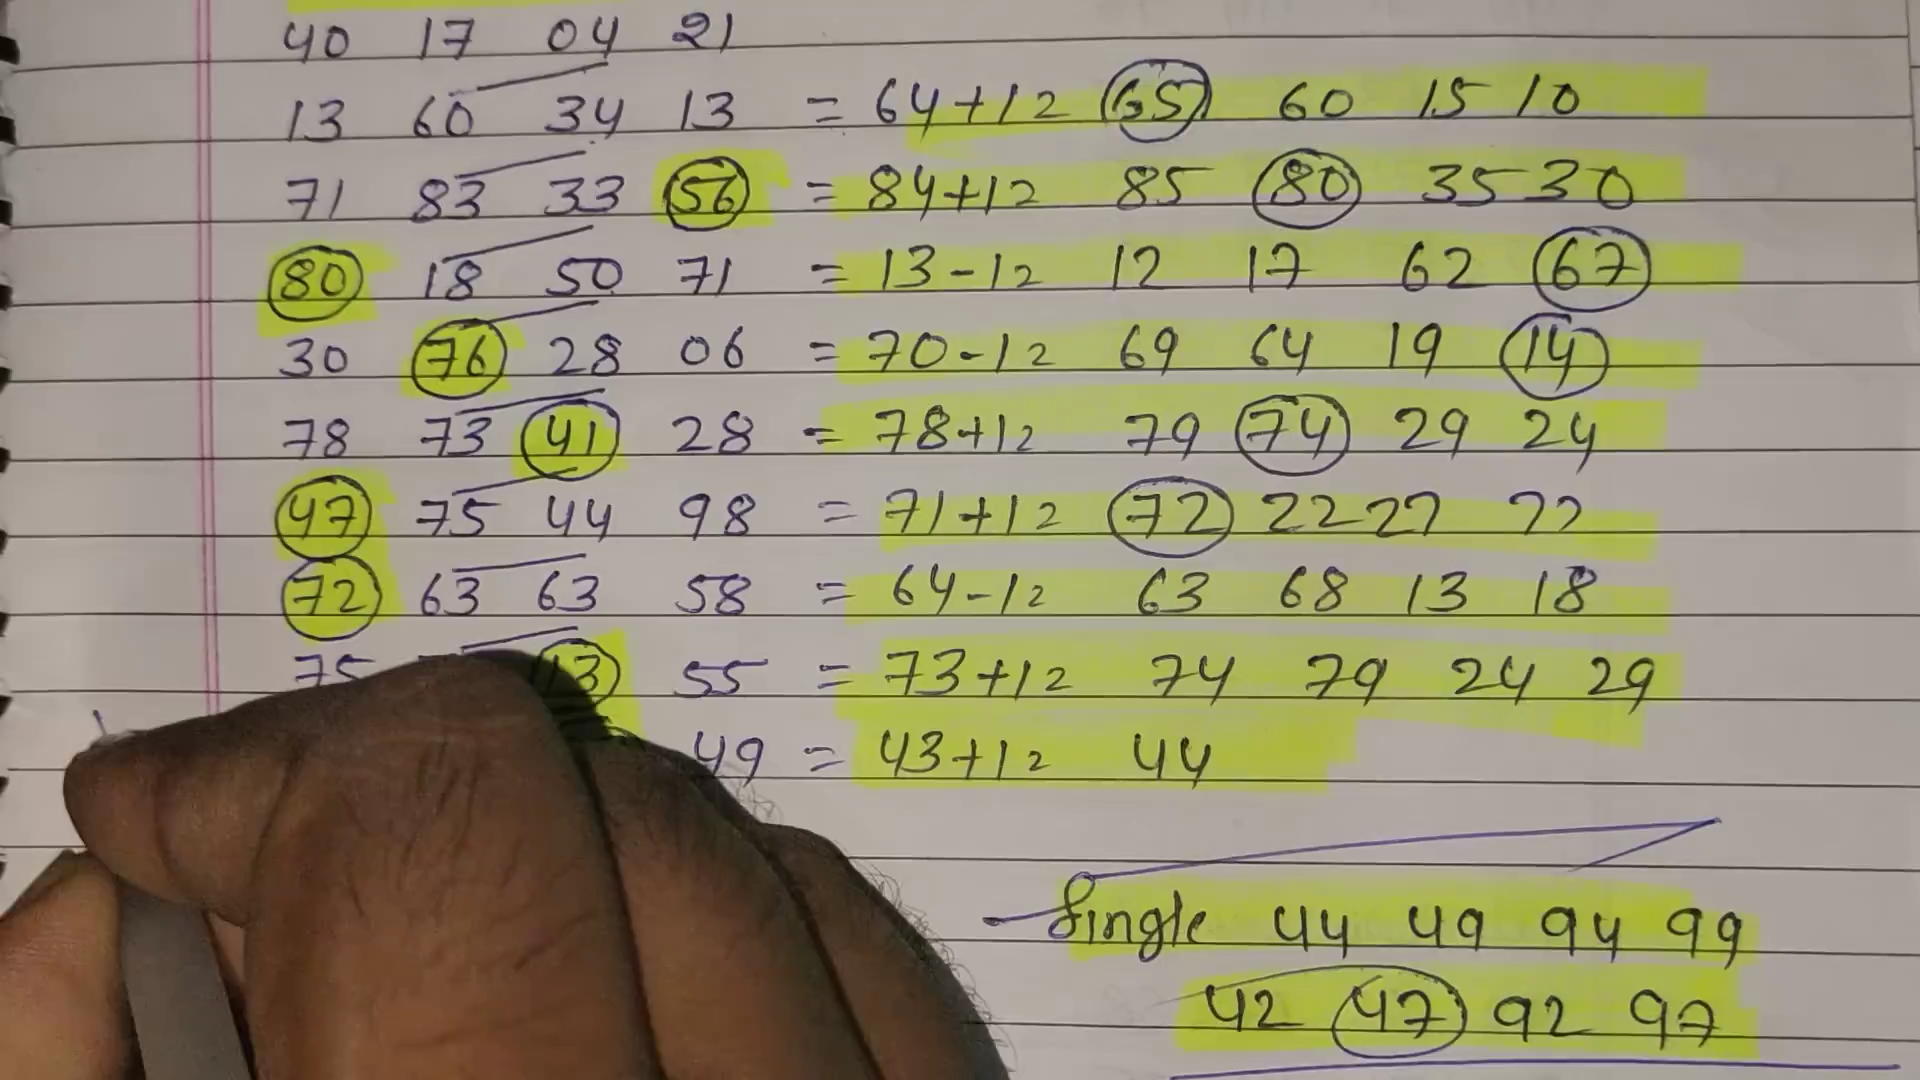 40 17 04 21
13 60 34 13 = 64+12 65 60 15 10
71 83 33 56 = 84+12 85 80 35 30
80 18 50 71 = 13-12 12 17 62 67
30 76 28 06 = 70-12 69 64 19 14
78 73 41 28 = 78+12 79 74 29 24
47 75 44 98 = 71+12 72 22 27 22
72 63 63 58 = 64-12 63 68 13 18
75 13 55 = 73+12 74 79 24 29
49 = 43+12 44
Single 44 49 94 99
42 47 92 97